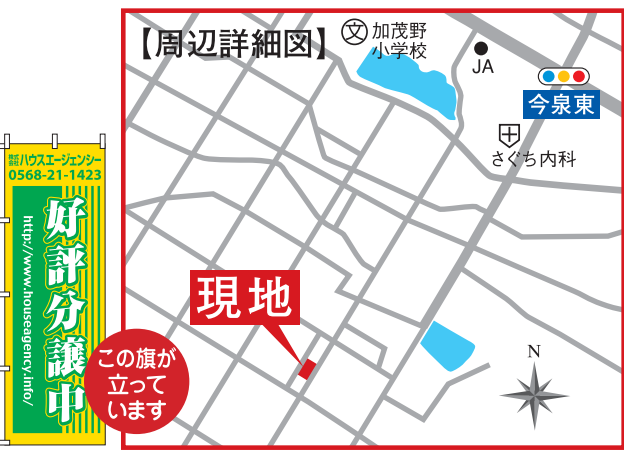 【周辺詳細図】
文
加茂野
小学校
JA
今泉東
さぐち内科
現地
N
株式会社 ハウスエージェンシー
0568-21-1423
好評分譲中
http://www.houseagency.info/
この旗が
立って
います